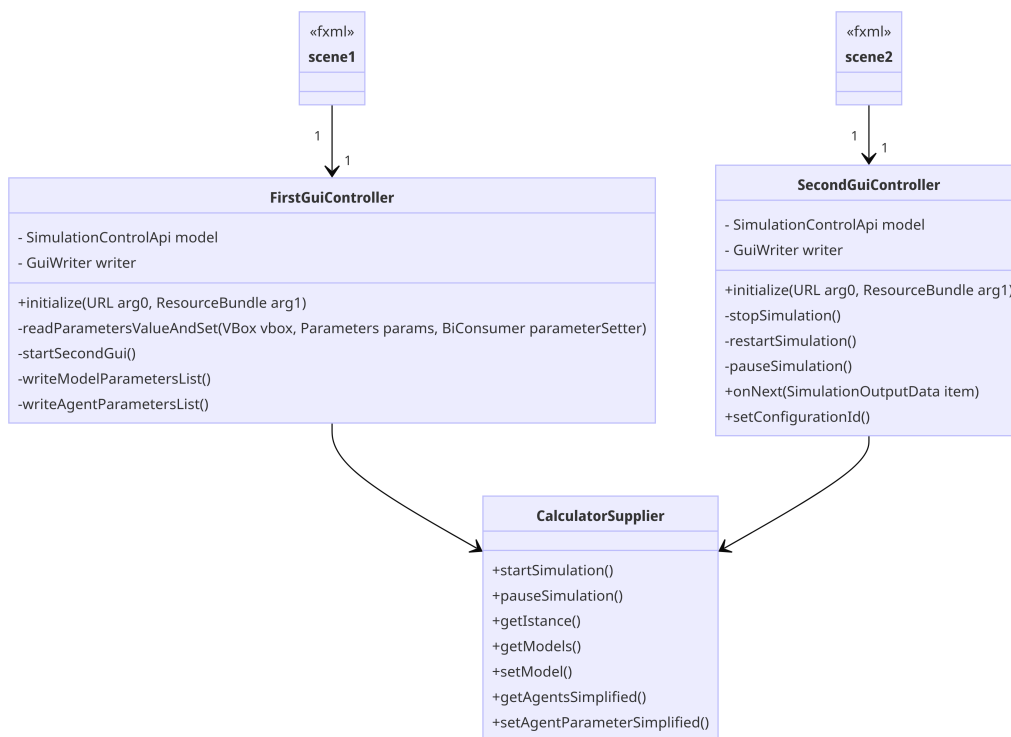 «fxml»
scene1
«fxml»
scene2
1
1
1
1
FirstGuiController
- SimulationControlApi model
- GuiWriter writer
+initialize(URL arg0, ResourceBundle arg1)
-readParametersValueAndSet(VBox vbox, Parameters params, BiConsumer parameterSetter)
-startSecondGui()
-writeModelParametersList()
-writeAgentParametersList()
SecondGuiController
- SimulationControlApi model
- GuiWriter writer
+initialize(URL arg0, ResourceBundle arg1)
-stopSimulation()
-restartSimulation()
-pauseSimulation()
+onNext(SimulationOutputData item)
+setConfigurationId()
CalculatorSupplier
+startSimulation()
+pauseSimulation()
+getIstance()
+getModels()
+setModel()
+getAgentsSimplified()
+setAgentParameterSimplified()